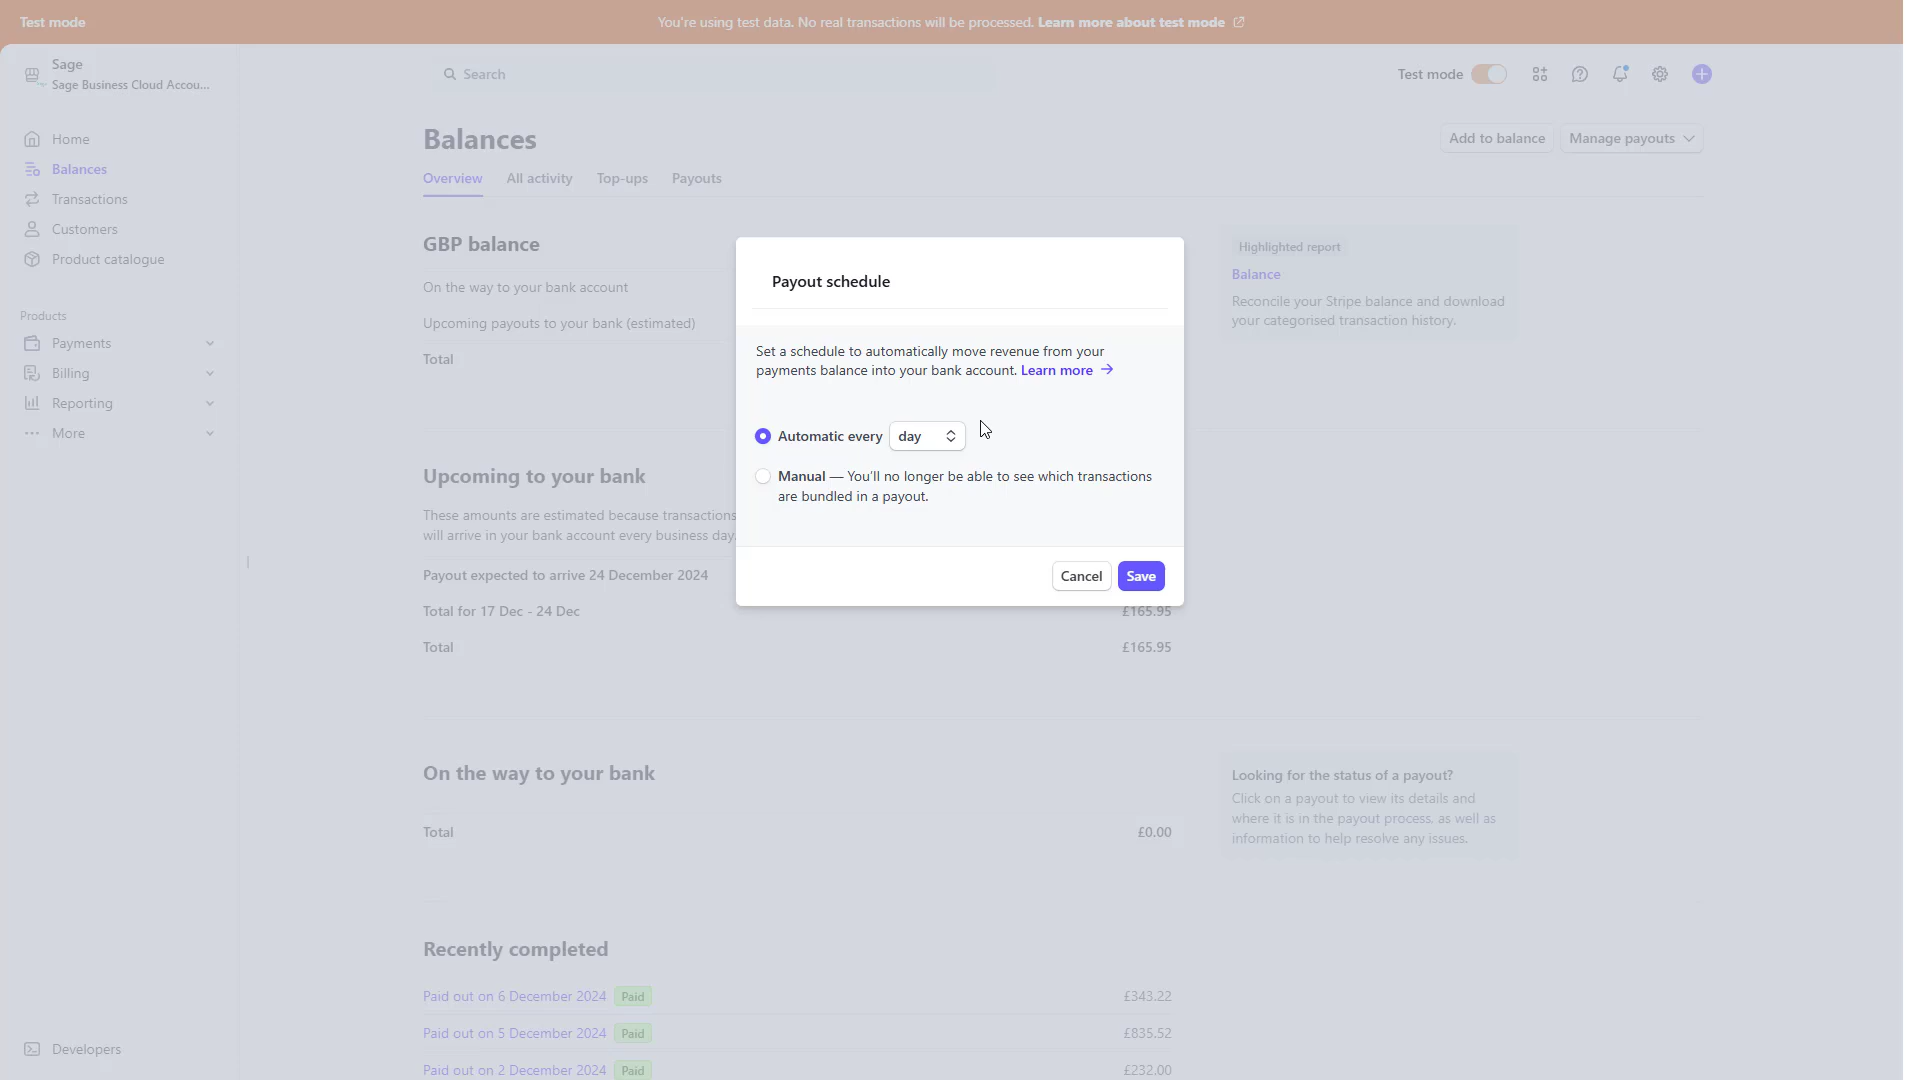 Test mode
You're using test data. No real transactions will be processed. Learn more about test mode
Sage
Sage Business Cloud Accou...
Search
Test mode
Home
Balances
Transactions
Customers
Product catalogue
Products
Payments
Billing
Reporting
More
Developers
Balances
Add to balance
Manage payouts
Overview
All activity
Top-ups
Payouts
GBP balance
On the way to your bank account
Upcoming payouts to your bank (estimated)
Total
Highlighted report
Balance
Reconcile your Stripe balance and download
your categorised transaction history.
Payout schedule
Set a schedule to automatically move revenue from your
payments balance into your bank account. Learn more
Automatic every day
Manual — You'll no longer be able to see which transactions
are bundled in a payout.
Cancel
Save
Upcoming to your bank
These amounts are estimated because transactions
will arrive in your bank account every business day.
Payout expected to arrive 24 December 2024
Total for 17 Dec - 24 Dec £165.95
Total £165.95
On the way to your bank
Total £0.00
Looking for the status of a payout?
Click on a payout to view its details and
where it is in the payout process, as well as
information to help resolve any issues.
Recently completed
Paid out on 6 December 2024 Paid £343.22
Paid out on 5 December 2024 Paid £835.52
Paid out on 2 December 2024 Paid £232.00